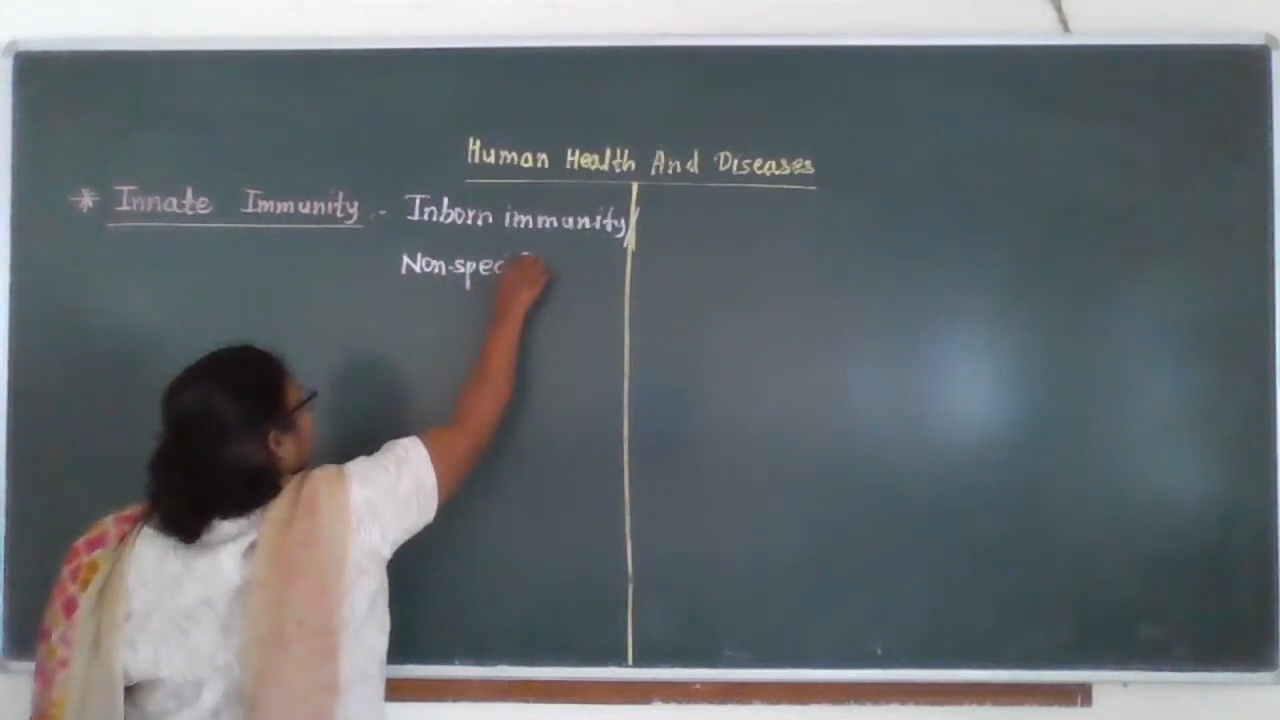 Human Health And Diseases
* Innate Immunity :- Inborn immunity/
Non-spec